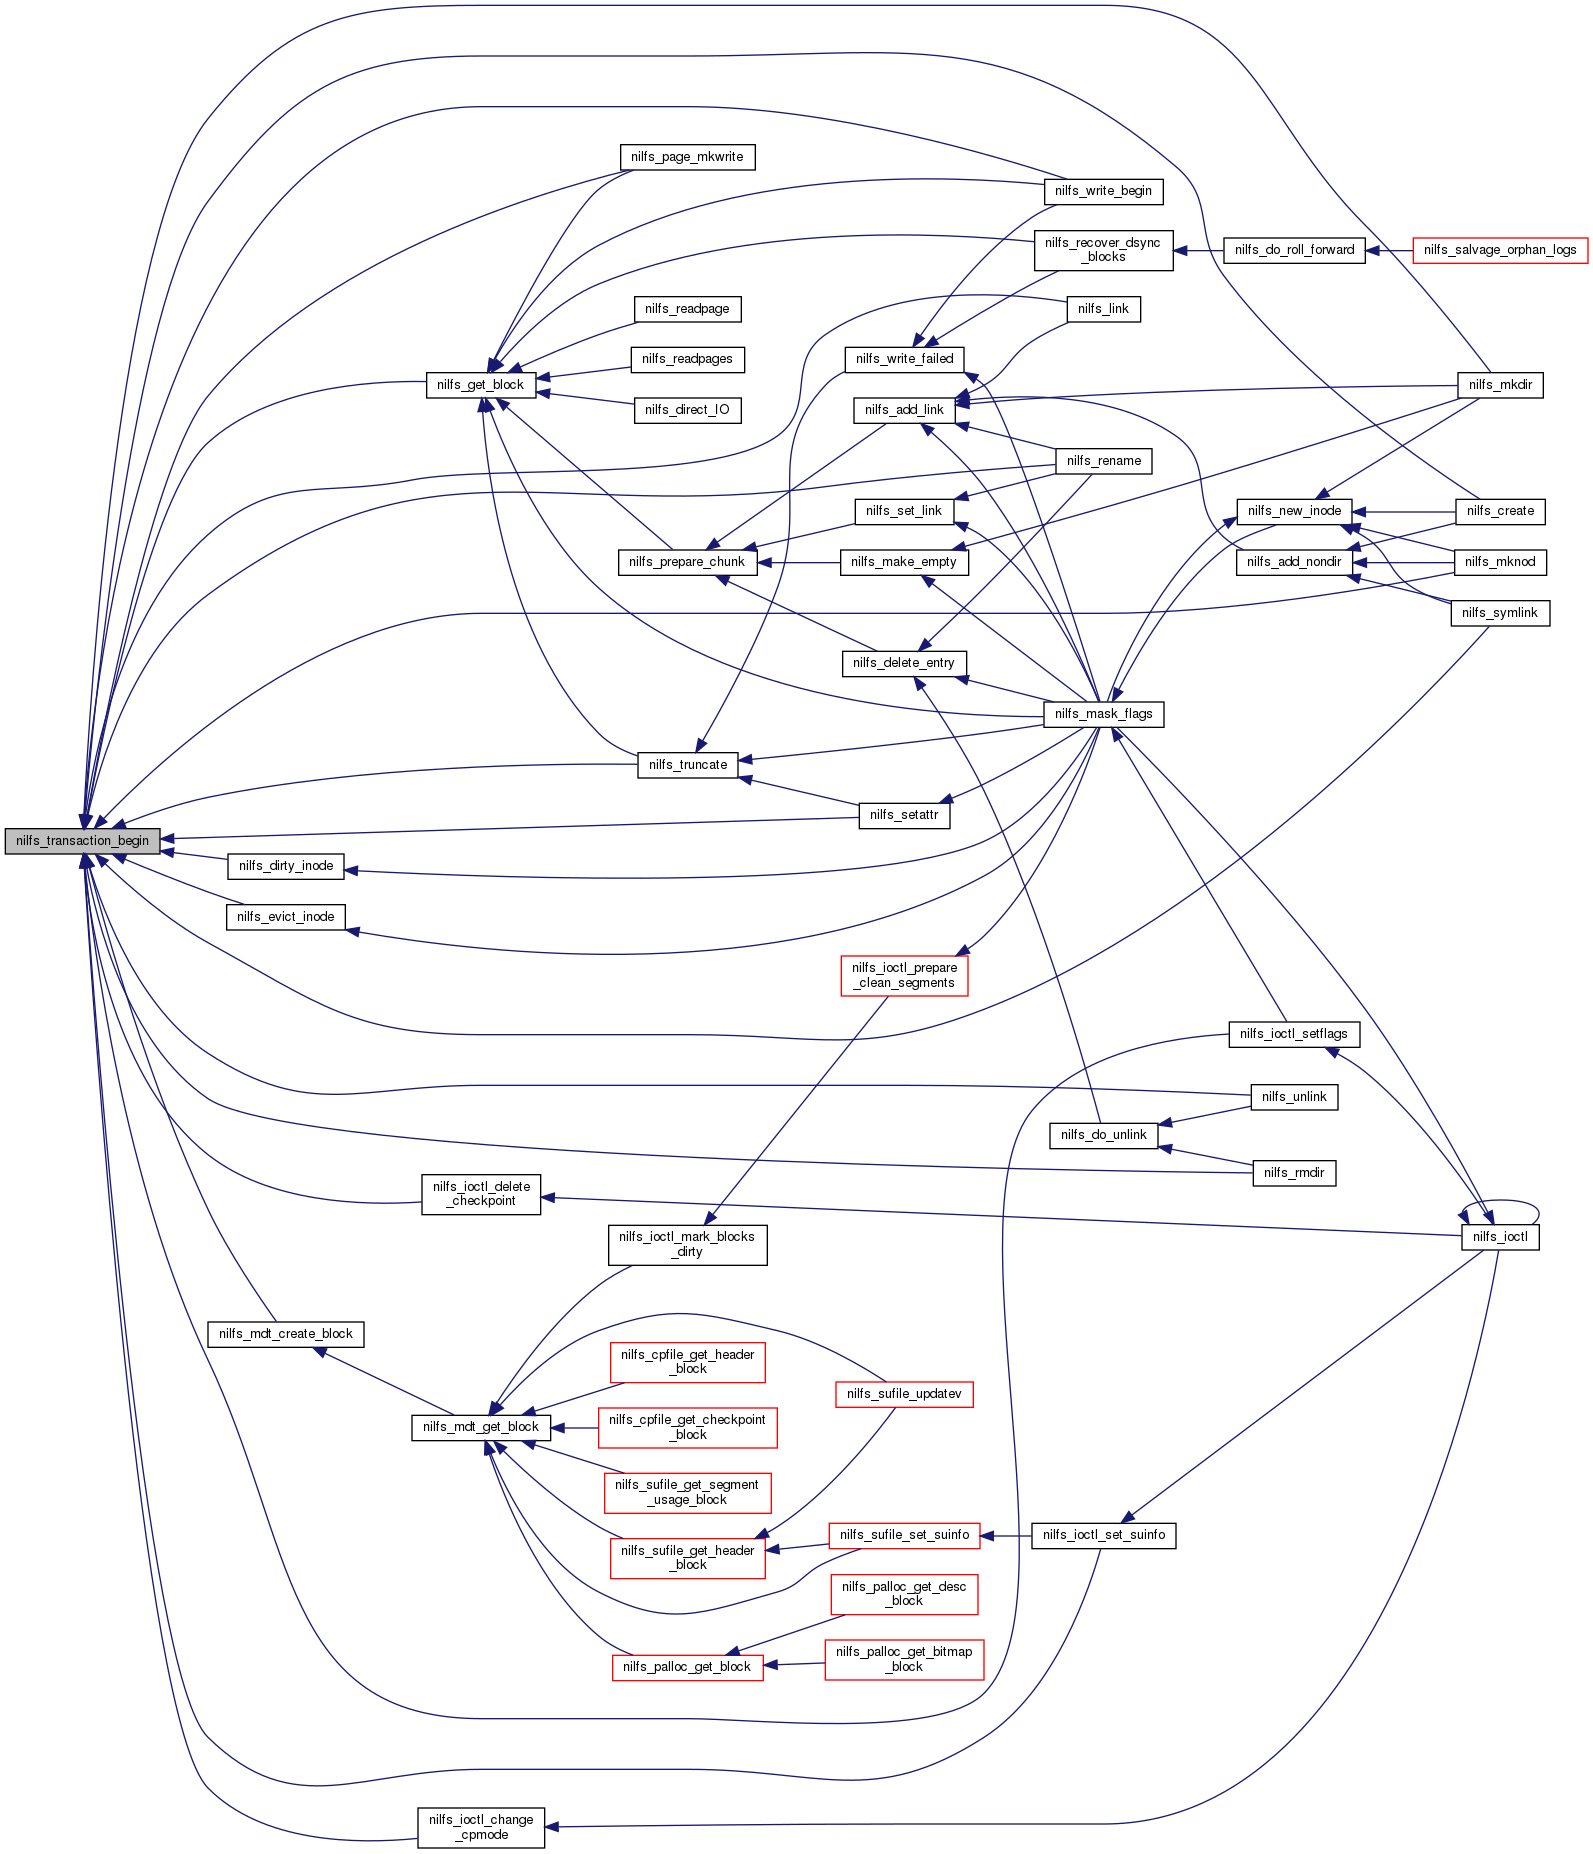 nilfs_page_mkwrite
nilfs_write_begin
nilfs_recover_dsync
_blocks
nilfs_do_roll_forward
nilfs_salvage_orphan_logs
nilfs_readpage
nilfs_link
nilfs_readpages
nilfs_write_failed
nilfs_get_block
nilfs_mkdir
nilfs_direct_IO
nilfs_add_link
nilfs_rename
nilfs_set_link
nilfs_new_inode
nilfs_create
nilfs_prepare_chunk
nilfs_make_empty
nilfs_add_nondir
nilfs_mknod
nilfs_symlink
nilfs_delete_entry
nilfs_mask_flags
nilfs_truncate
nilfs_setattr
nilfs_transaction_begin
nilfs_dirty_inode
nilfs_evict_inode
nilfs_ioctl_prepare
_clean_segments
nilfs_ioctl_setflags
nilfs_unlink
nilfs_do_unlink
nilfs_rmdir
nilfs_ioctl_delete
_checkpoint
nilfs_ioctl_mark_blocks
_dirty
nilfs_ioctl
nilfs_mdt_create_block
nilfs_cpfile_get_header
_block
nilfs_sufile_updatev
nilfs_mdt_get_block
nilfs_cpfile_get_checkpoint
_block
nilfs_sufile_get_segment
_usage_block
nilfs_sufile_get_header
_block
nilfs_sufile_set_suinfo
nilfs_ioctl_set_suinfo
nilfs_palloc_get_desc
_block
nilfs_palloc_get_block
nilfs_palloc_get_bitmap
_block
nilfs_ioctl_change
_cpmode